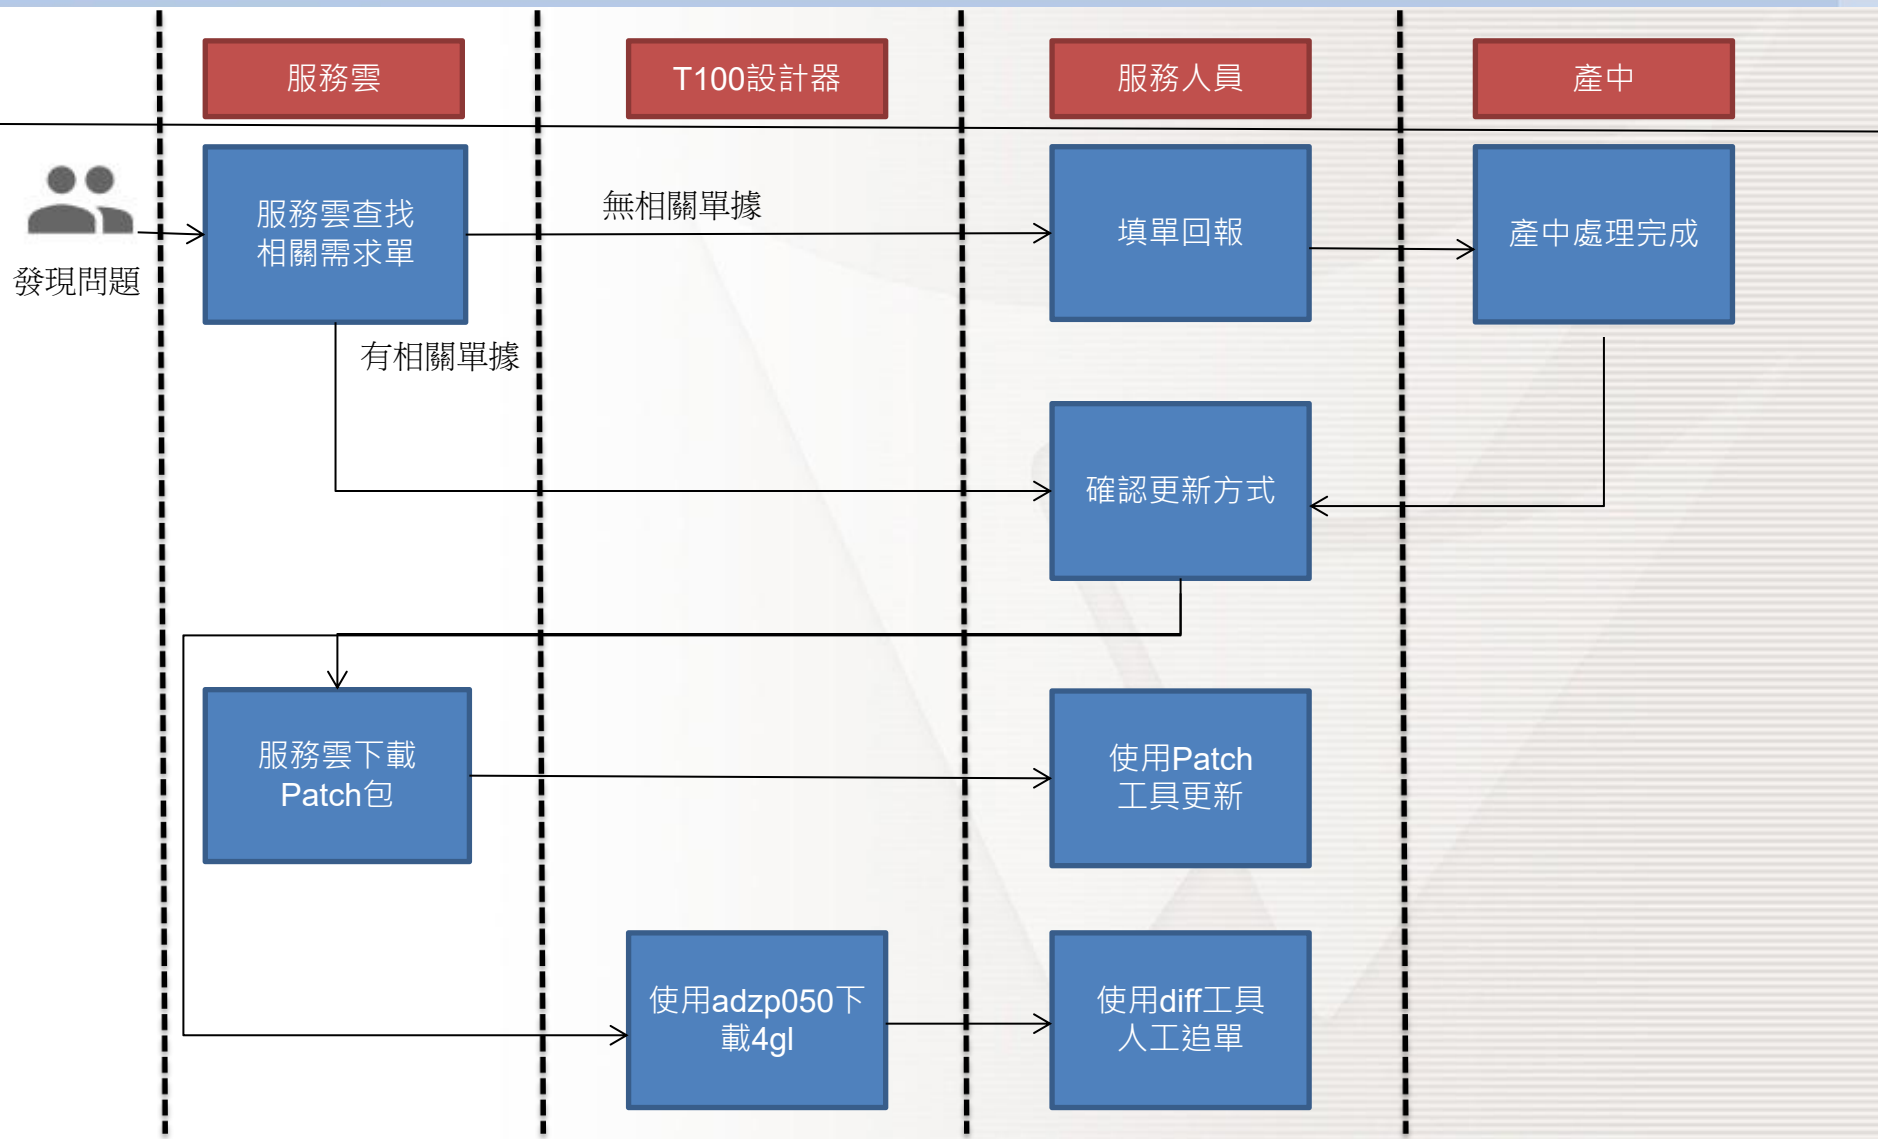 服務雲
T100設計器
服務人員
產中
發現問題
服務雲查找
相關需求單
無相關單據
填單回報
產中處理完成
有相關單據
確認更新方式
服務雲下載
Patch包
使用Patch
工具更新
使用adzp050下
載4gl
使用diff工具
人工追單